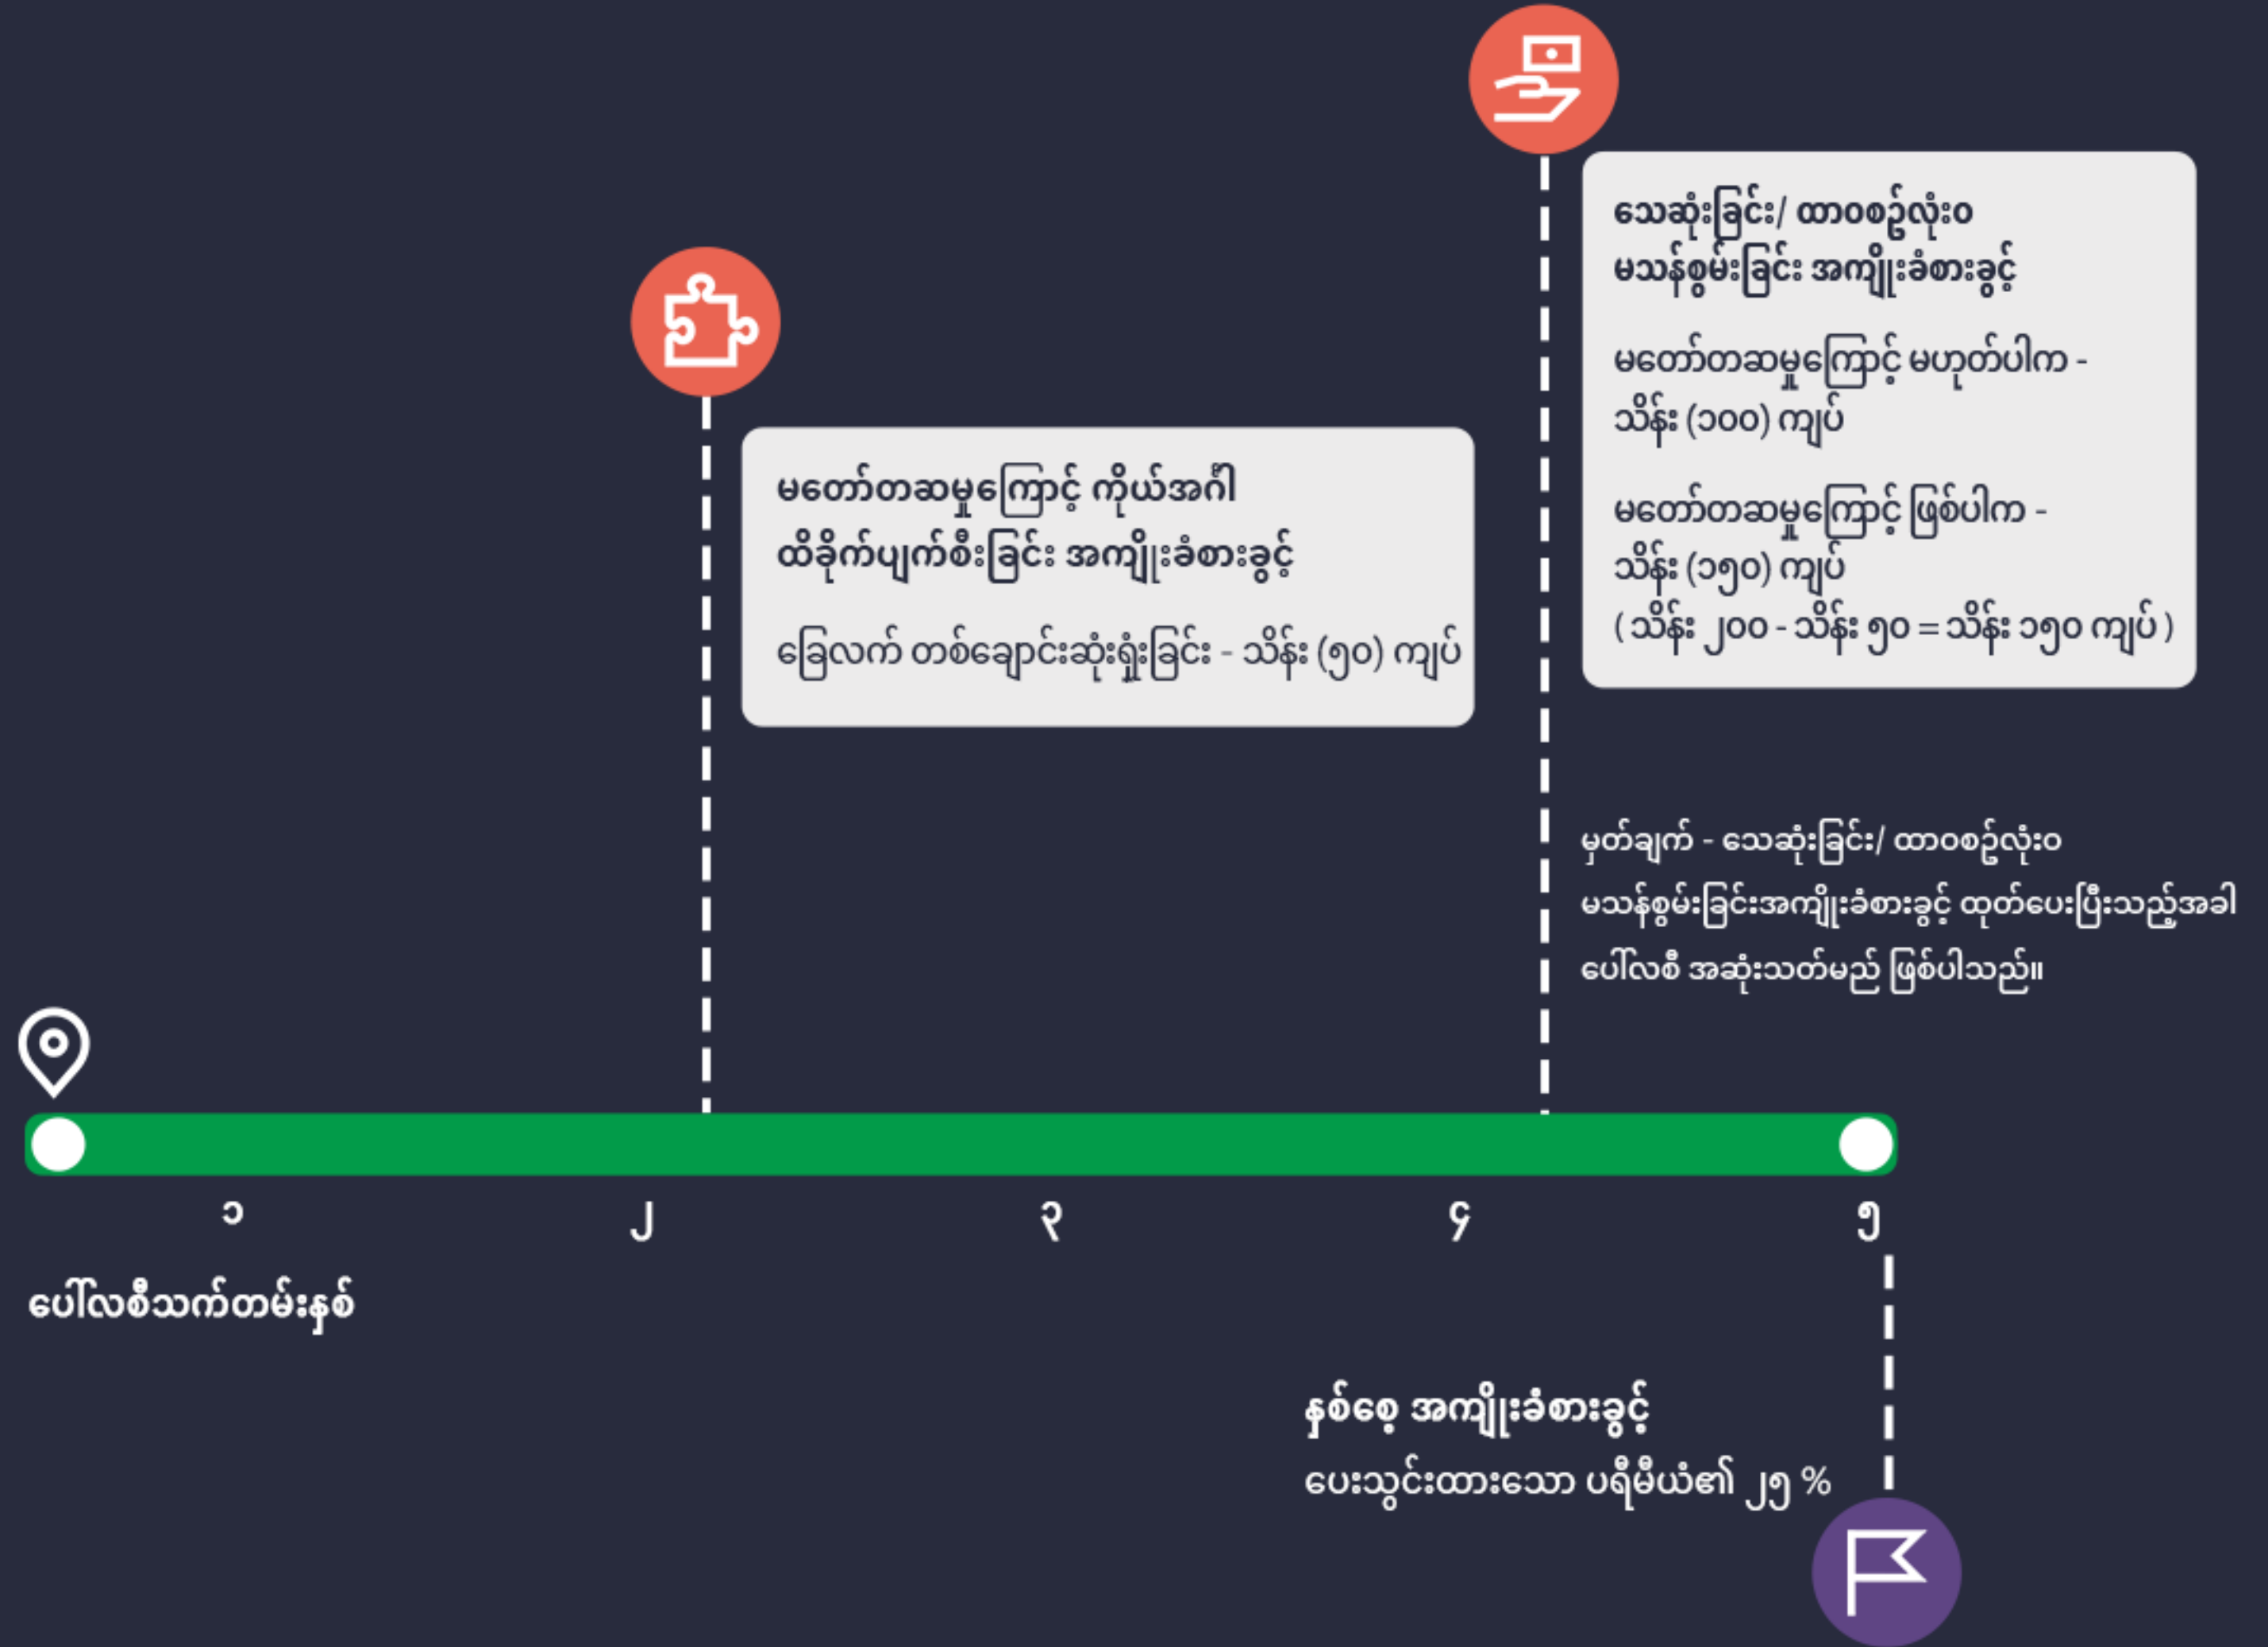 သေဆုံးခြင်း/ ထာဝစဥ်လုံးဝ
မသန်စွမ်းခြင်း အကျိုးခံစားခွင့်
မတော်တဆမှုကြောင့် မဟုတ်ပါက -
သိန်း (၁၀၀) ကျပ်
မတော်တဆမှုကြောင့် ဖြစ်ပါက -
သိန်း (၁၅၀) ကျပ်
( သိန်း ၂၀၀ - သိန်း ၅၀ = သိန်း ၁၅၀ ကျပ် )
မတော်တဆမှုကြောင့် ကိုယ်အင်္ဂါ
ထိခိုက်ပျက်စီးခြင်း အကျိုးခံစားခွင့်
ခြေလက် တစ်ချောင်းဆုံးရှုံးခြင်း - သိန်း (၅၀) ကျပ်
မှတ်ချက် - သေဆုံးခြင်း/ ထာဝစဥ်လုံးဝ
မသန်စွမ်းခြင်းအကျိုးခံစားခွင့် ထုတ်ပေးပြီးသည့်အခါ
ပေါ်လစီ အဆုံးသတ်မည် ဖြစ်ပါသည်။
၁ ၂ ၃ ၄ ၅
ပေါ်လစီသက်တမ်းနှစ်
နှစ်စေ့ အကျိုးခံစားခွင့်
ပေးသွင်းထားသော ပရီမီယံ၏ ၂၅ %